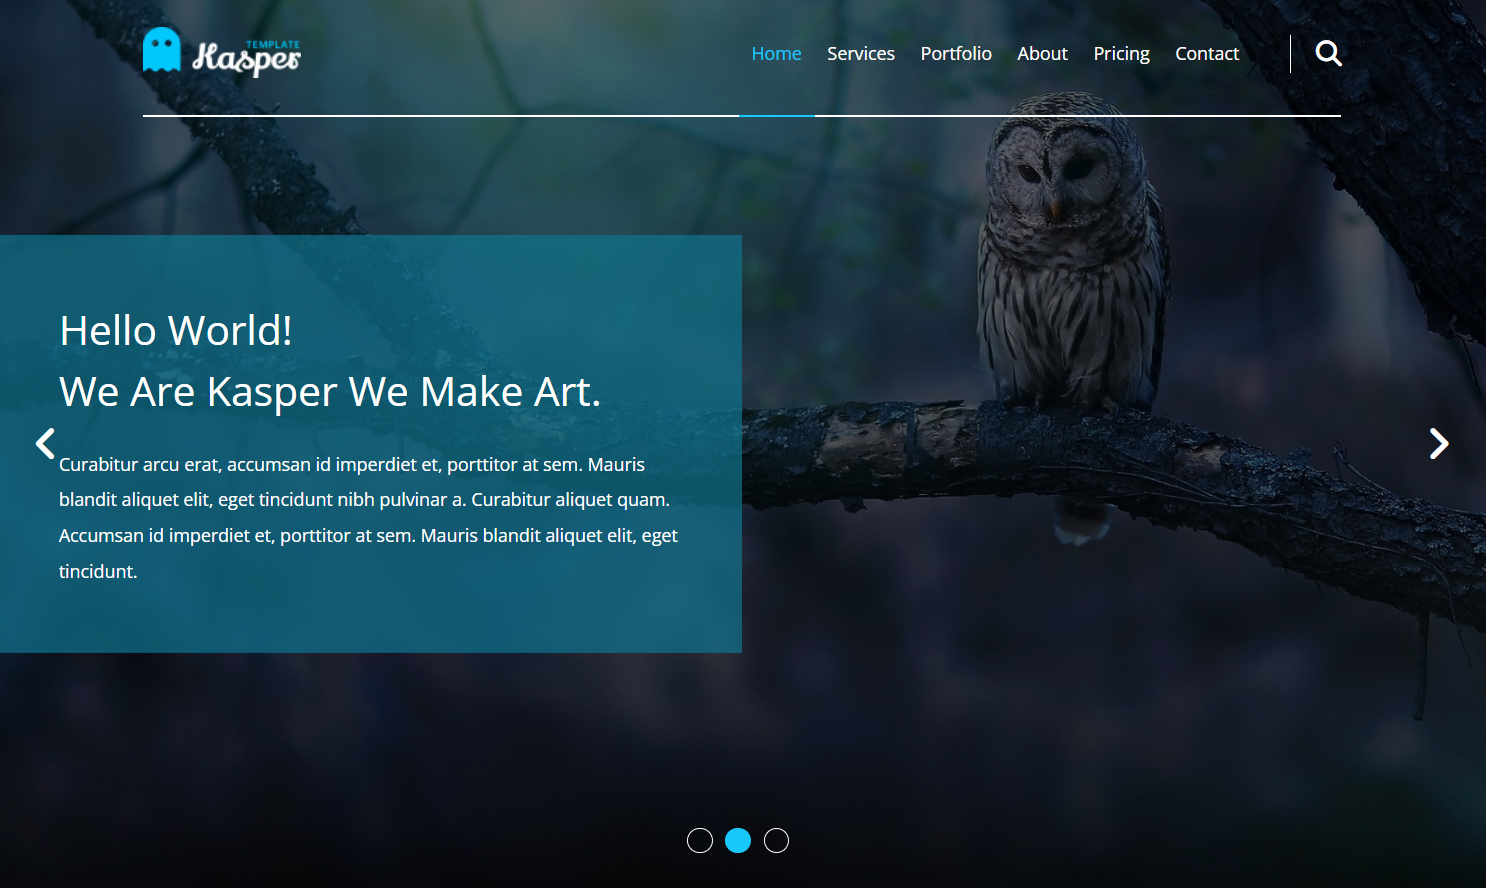 TEMPLATE
Kasper
Home Services Portfolio About Pricing Contact
Hello World!
We Are Kasper We Make Art.
Curabitur arcu erat, accumsan id imperdiet et, porttitor at sem. Mauris
blandit aliquet elit, eget tincidunt nibh pulvinar a. Curabitur aliquet quam.
Accumsan id imperdiet et, porttitor at sem. Mauris blandit aliquet elit, eget
tincidunt.